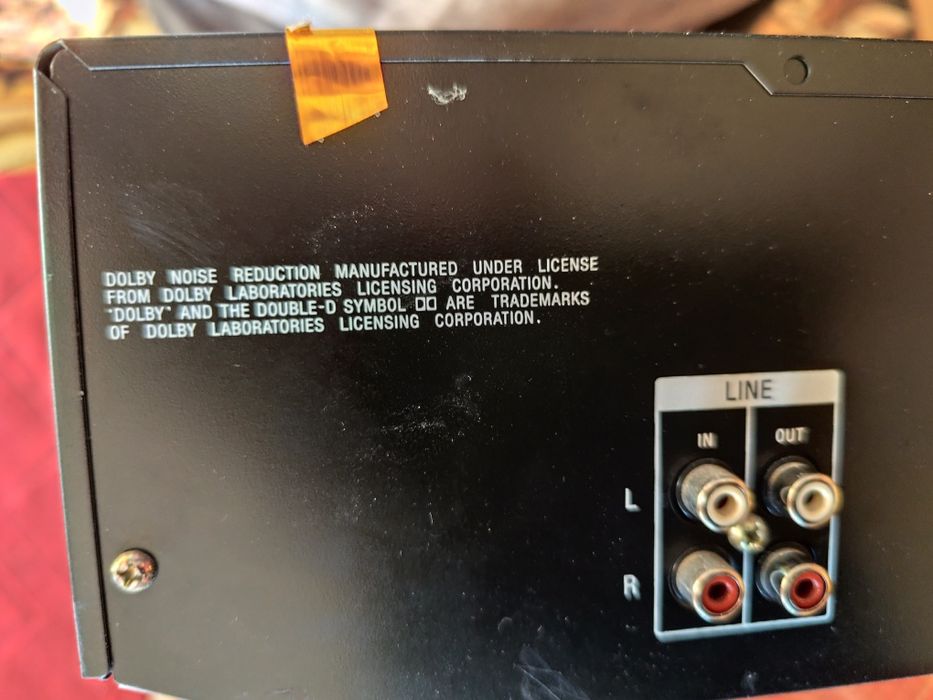 DOLBY NOISE REDUCTION MANUFACTURED UNDER LICENSE
FROM DOLBY LABORATORIES LICENSING CORPORATION.
"DOLBY" AND THE DOUBLE-D SYMBOL ARE TRADEMARKS
OF DOLBY LABORATORIES LICENSING CORPORATION.
LINE
IN OUT
L
R